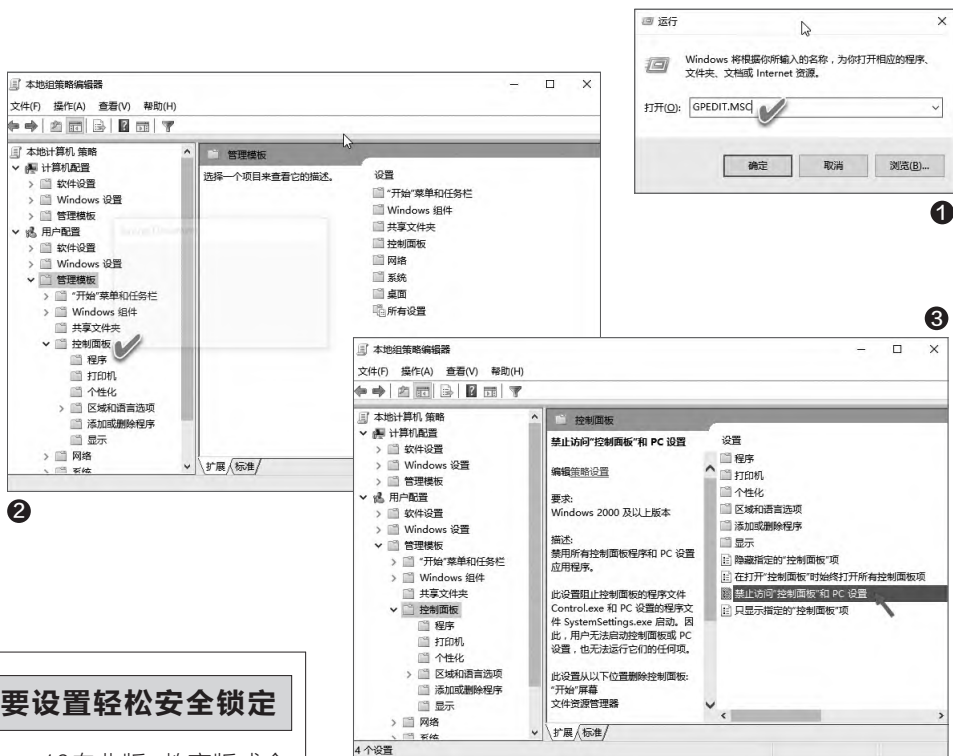 运行
Windows 将根据你所输入的名称，为你打开相应的程序、
文件夹、文档或 Internet 资源。
打开(O): GPEDIT.MSC
确定 取消 浏览(B)...
❶
本地组策略编辑器
文件(F) 操作(A) 查看(V) 帮助(H)
本地计算机 策略
计算机配置
软件设置
Windows 设置
管理模板
用户配置
软件设置
Windows 设置
管理模板
"开始"菜单和任务栏
Windows 组件
共享文件夹
控制面板
程序
打印机
个性化
区域和语言选项
添加或删除程序
显示
网络
系统
管理模板
选择一个项目来查看它的描述。
设置
"开始"菜单和任务栏
Windows 组件
共享文件夹
控制面板
网络
系统
桌面
所有设置
扩展 标准
❷
❸
本地组策略编辑器
文件(F) 操作(A) 查看(V) 帮助(H)
本地计算机 策略
计算机配置
软件设置
Windows 设置
管理模板
用户配置
软件设置
Windows 设置
管理模板
"开始"菜单和任务栏
Windows 组件
共享文件夹
控制面板
程序
打印机
个性化
区域和语言选项
添加或删除程序
显示
网络
系统
控制面板
禁止访问"控制面板"和 PC 设置
编辑策略设置
要求:
Windows 2000 及以上版本
描述:
禁用所有控制面板程序和 PC 设置
应用程序。
此设置阻止控制面板的程序文件
Control.exe 和 PC 设置的程序文
件 SystemSettings.exe 启动。因
此，用户无法启动控制面板或 PC
设置，也无法运行它们的任何项。
此设置从以下位置删除控制面板:
"开始"屏幕
文件资源管理器
设置
程序
打印机
个性化
区域和语言选项
添加或删除程序
显示
隐藏指定的"控制面板"项
在打开"控制面板"时始终打开所有控制面板项
禁止访问"控制面板"和 PC 设置
只显示指定的"控制面板"项
扩展 标准
4 个设置
要设置轻松安全锁定